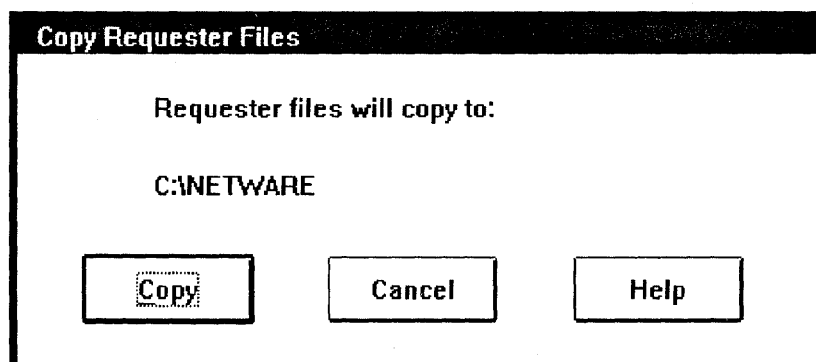 Copy Requester Files
Requester files will copy to:
C:\NETWARE
Copy Cancel Help